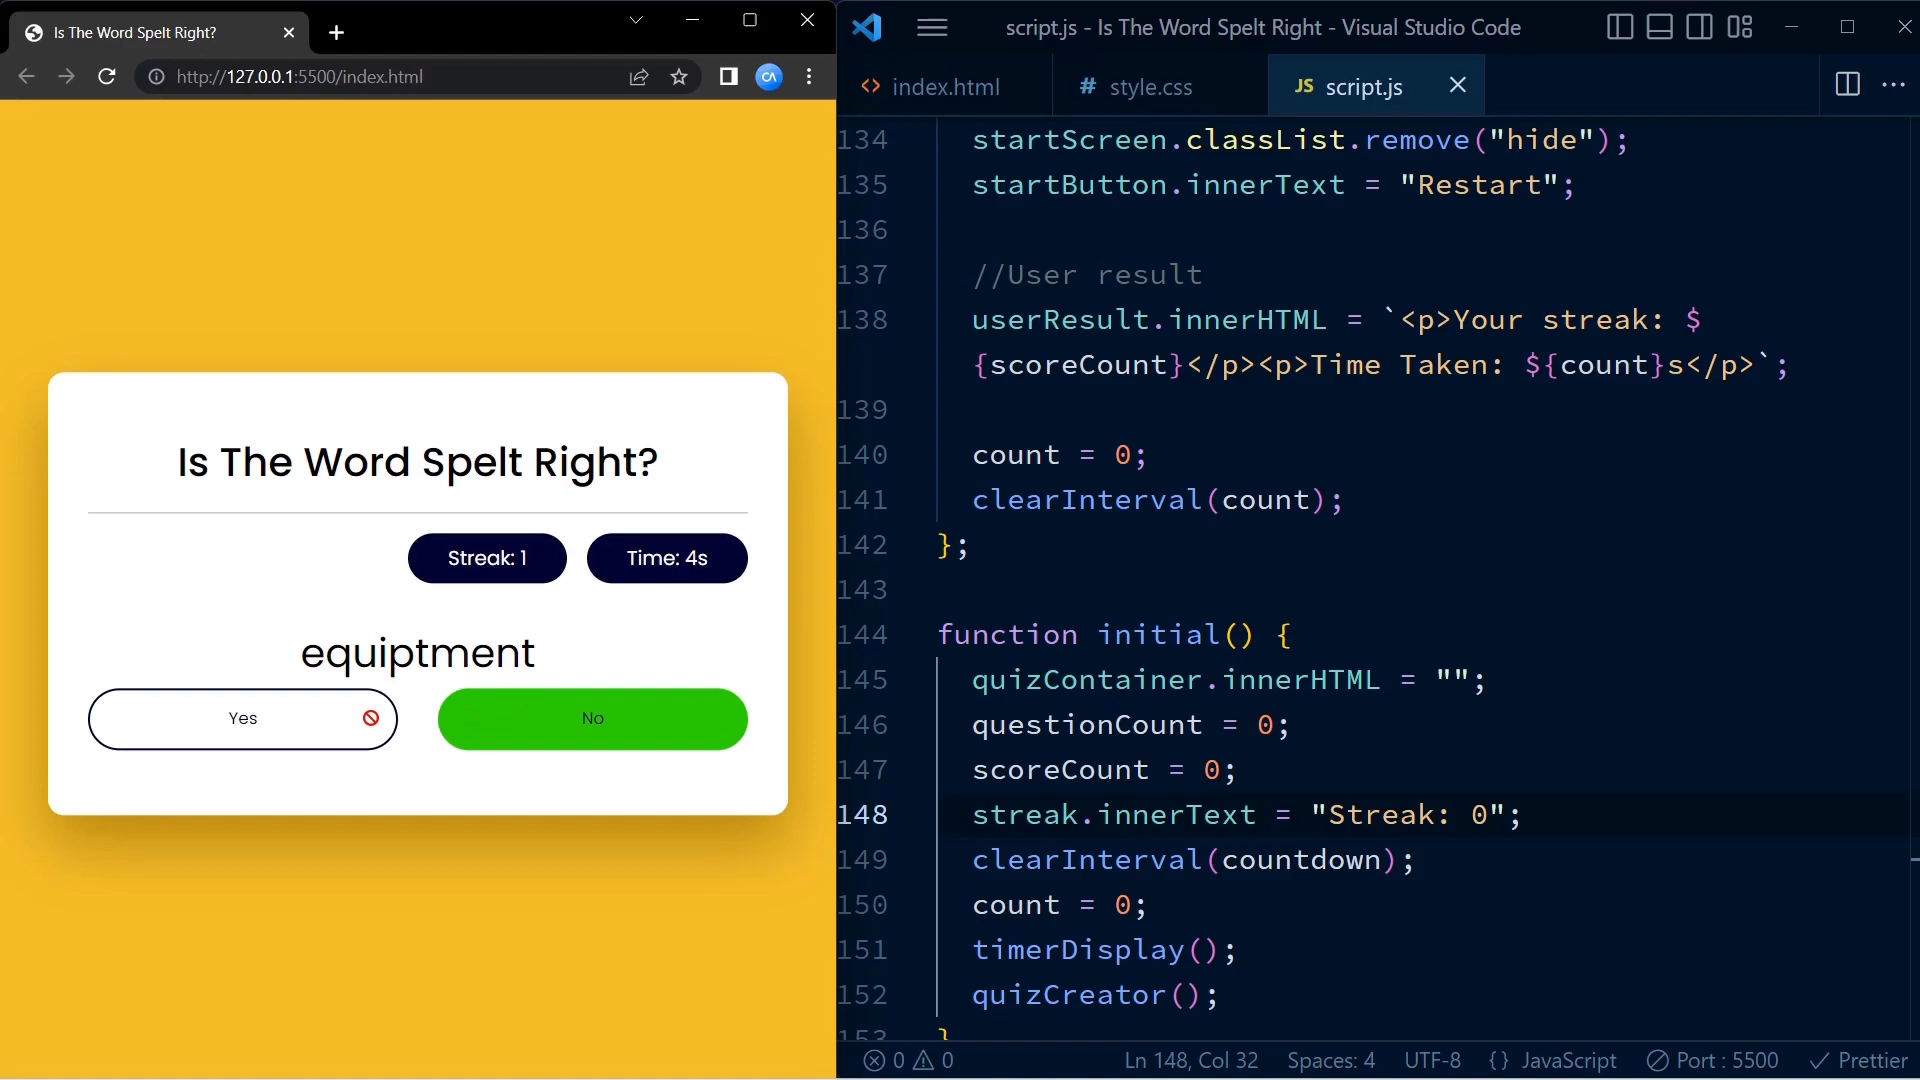 Is The Word Spelt Right?
http://127.0.0.1:5500/index.html
CA
Is The Word Spelt Right?
Streak: 1
Time: 4s
equiptment
Yes
No
script.js - Is The Word Spelt Right - Visual Studio Code
<> index.html
# style.css
JS script.js
134 startScreen.classList.remove("hide");
135 startButton.innerText = "Restart";
136
137 //User result
138 userResult.innerHTML = `<p>Your streak: $
{scoreCount}</p><p>Time Taken: ${count}s</p>`;
139
140 count = 0;
141 clearInterval(count);
142 };
143
144 function initial() {
145 quizContainer.innerHTML = "";
146 questionCount = 0;
147 scoreCount = 0;
148 streak.innerText = "Streak: 0";
149 clearInterval(countdown);
150 count = 0;
151 timerDisplay();
152 quizCreator();
153 }
0 0 Ln 148, Col 32 Spaces: 4 UTF-8 {} JavaScript Port : 5500 Prettier